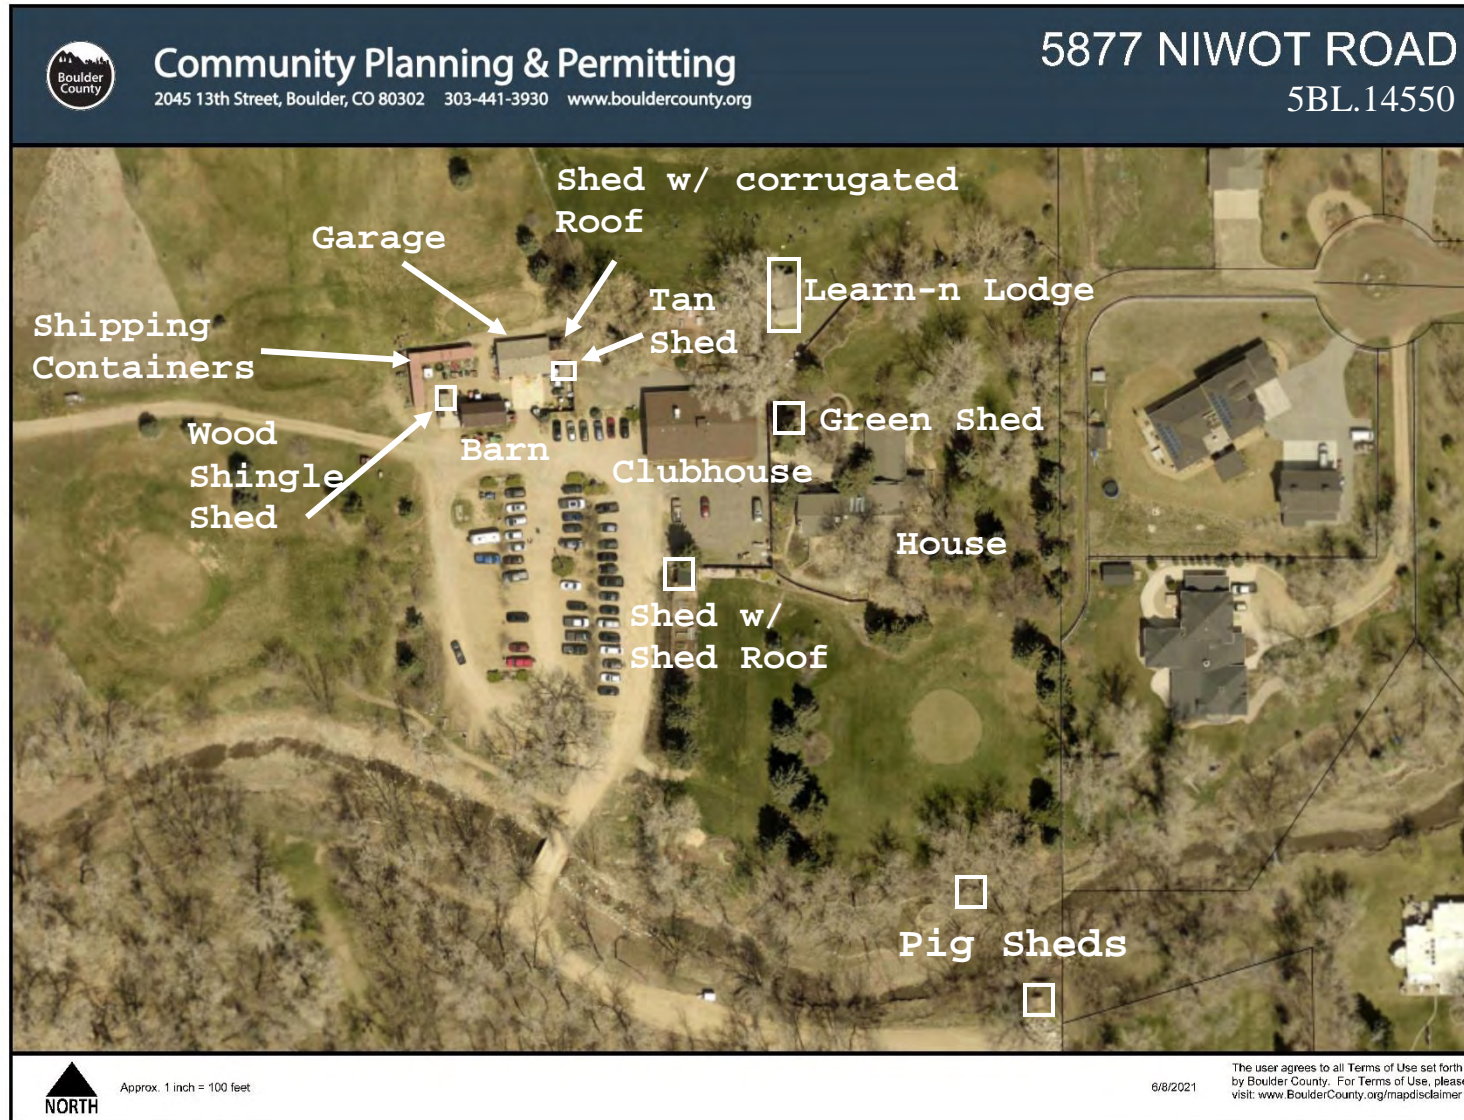 Boulder
County
Community Planning & Permitting
2045 13th Street, Boulder, CO 80302 303-441-3930 www.bouldercounty.org
5877 NIWOT ROAD
5BL.14550
Shed w/ corrugated
Roof
Garage
Learn-n Lodge
Tan
Shed
Shipping
Containers
Green Shed
Wood
Shingle
Shed
Barn
Clubhouse
House
Shed w/
Shed Roof
Pig Sheds
NORTH
Approx. 1 inch = 100 feet
6/8/2021
The user agrees to all Terms of Use set forth
by Boulder County. For Terms of Use, please
visit: www.BoulderCounty.org/mapdisclaimer